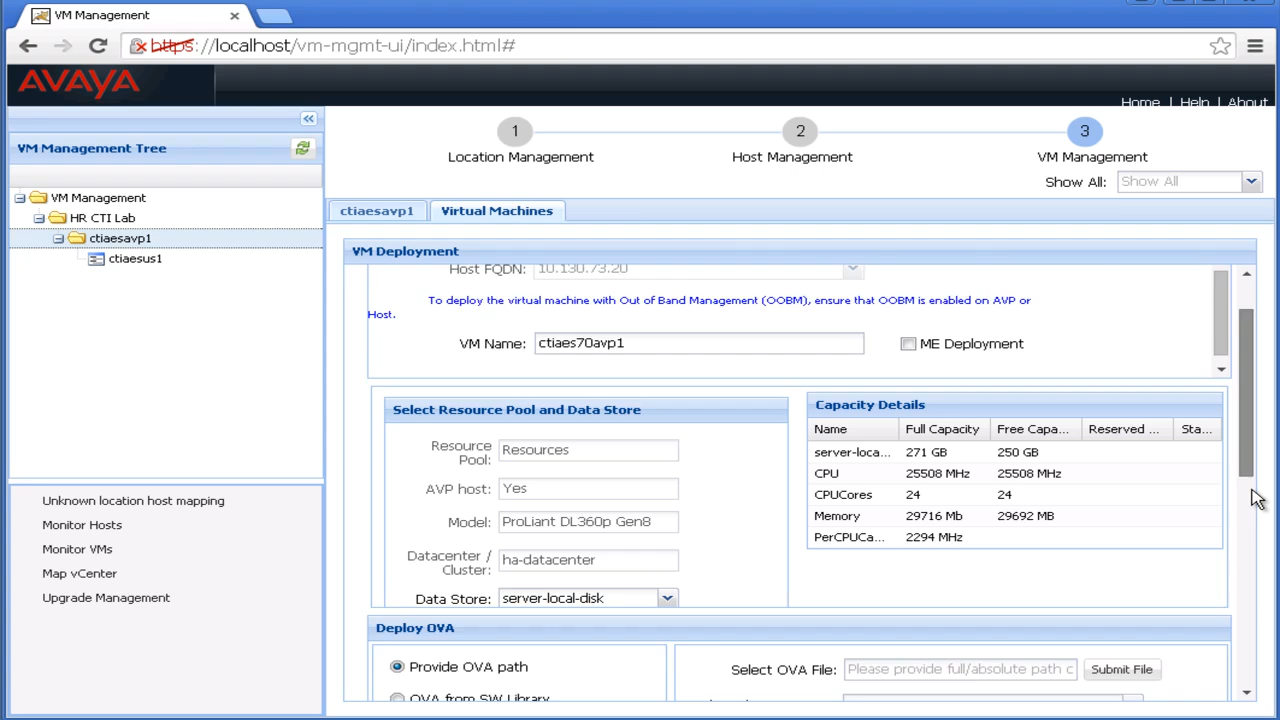 VM Management
https://localhost/vm-mgmt-ui/index.html#
AVAYA
Home | Help | About
VM Management Tree
VM Management
HR CTI Lab
ctiaesavp1
ctiaesus1
Unknown location host mapping
Monitor Hosts
Monitor VMs
Map vCenter
Upgrade Management
1 2 3
Location Management Host Management VM Management
Show All: Show All
ctiaesavp1 Virtual Machines
VM Deployment
Host FQDN: 10.130.73.20
To deploy the virtual machine with Out of Band Management (OOBM), ensure that OOBM is enabled on AVP or
Host.
VM Name: ctiaes70avp1 ME Deployment
Select Resource Pool and Data Store
Resource
Pool: Resources
AVP host: Yes
Model: ProLiant DL360p Gen8
Datacenter /
Cluster: ha-datacenter
Data Store: server-local-disk
Capacity Details
Name Full Capacity Free Capa... Reserved ... Sta...
server-loca... 271 GB 250 GB
CPU 25508 MHz 25508 MHz
CPUCores 24 24
Memory 29716 Mb 29692 MB
PerCPUCa... 2294 MHz
Deploy OVA
Provide OVA path
OVA from SW Library
Select OVA File: Please provide full/absolute path c Submit File